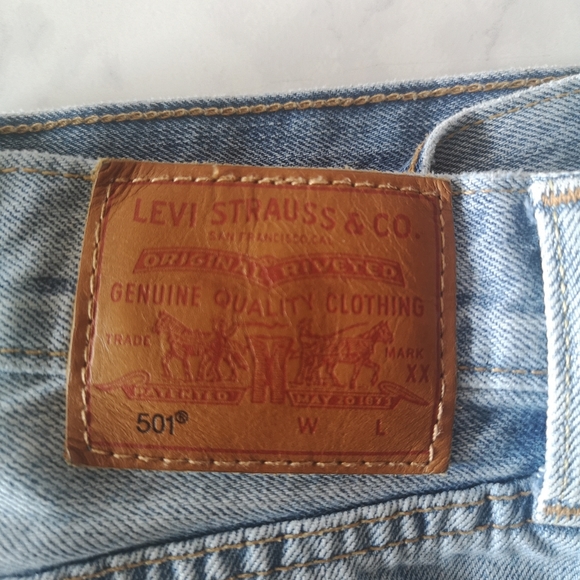 LEVI STRAUSS & CO.
SAN FRANCISCO, CAL
ORIGINAL RIVETED
GENUINE QUALITY CLOTHING
TRADE MARK
XX
PATENTED MAY 20 1873
501® W L